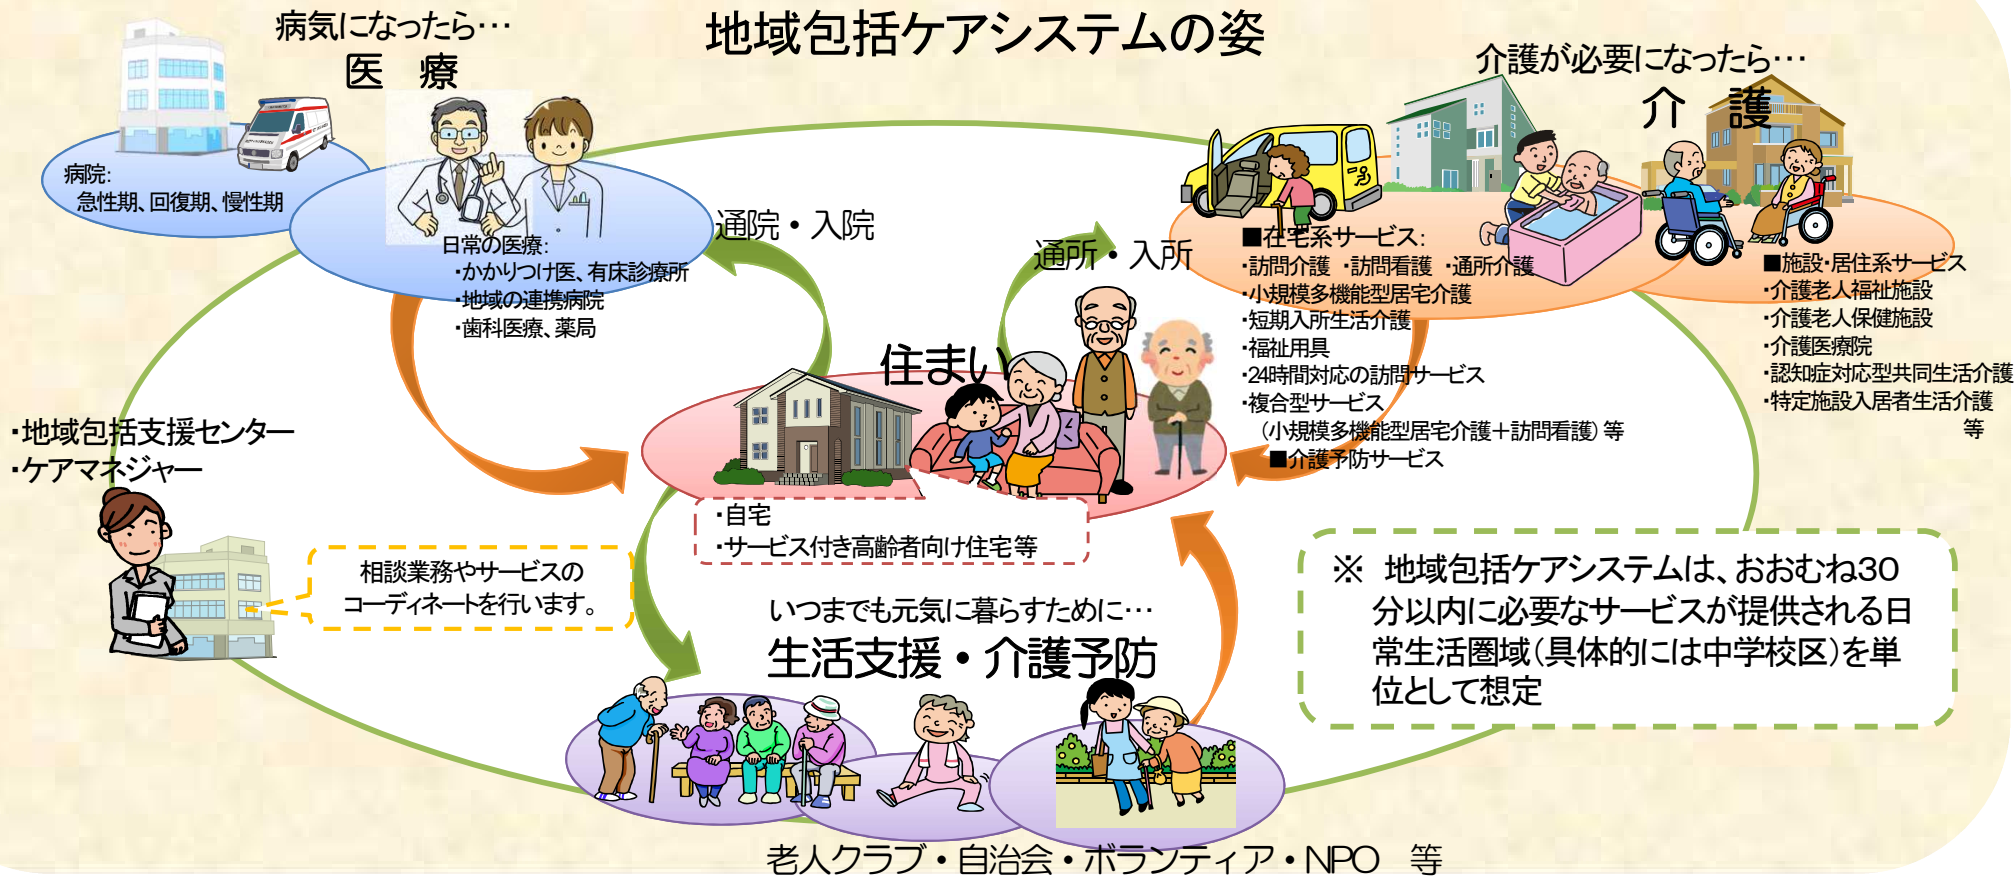 地域包括ケアシステムの姿
病気になったら…
医 療
病院:
急性期、回復期、慢性期
日常の医療:
・かかりつけ医、有床診療所
・地域の連携病院
・歯科医療、薬局
通院・入院
通所・入所
介護が必要になったら…
介 護
■在宅系サービス:
・訪問介護 ・訪問看護 ・通所介護
・小規模多機能型居宅介護
・短期入所生活介護
・福祉用具
・24時間対応の訪問サービス
・複合型サービス
(小規模多機能型居宅介護+訪問看護) 等
■介護予防サービス
■施設・居住系サービス
・介護老人福祉施設
・介護老人保健施設
・介護医療院
・認知症対応型共同生活介護
・特定施設入居者生活介護
等
住まい
・自宅
・サービス付き高齢者向け住宅等
・地域包括支援センター
・ケアマネジャー
相談業務やサービスの
コーディネートを行います。
いつまでも元気に暮らすために…
生活支援・介護予防
老人クラブ・自治会・ボランティア・NPO 等
※ 地域包括ケアシステムは、おおむね30
分以内に必要なサービスが提供される日
常生活圏域(具体的には中学校区)を単
位として想定